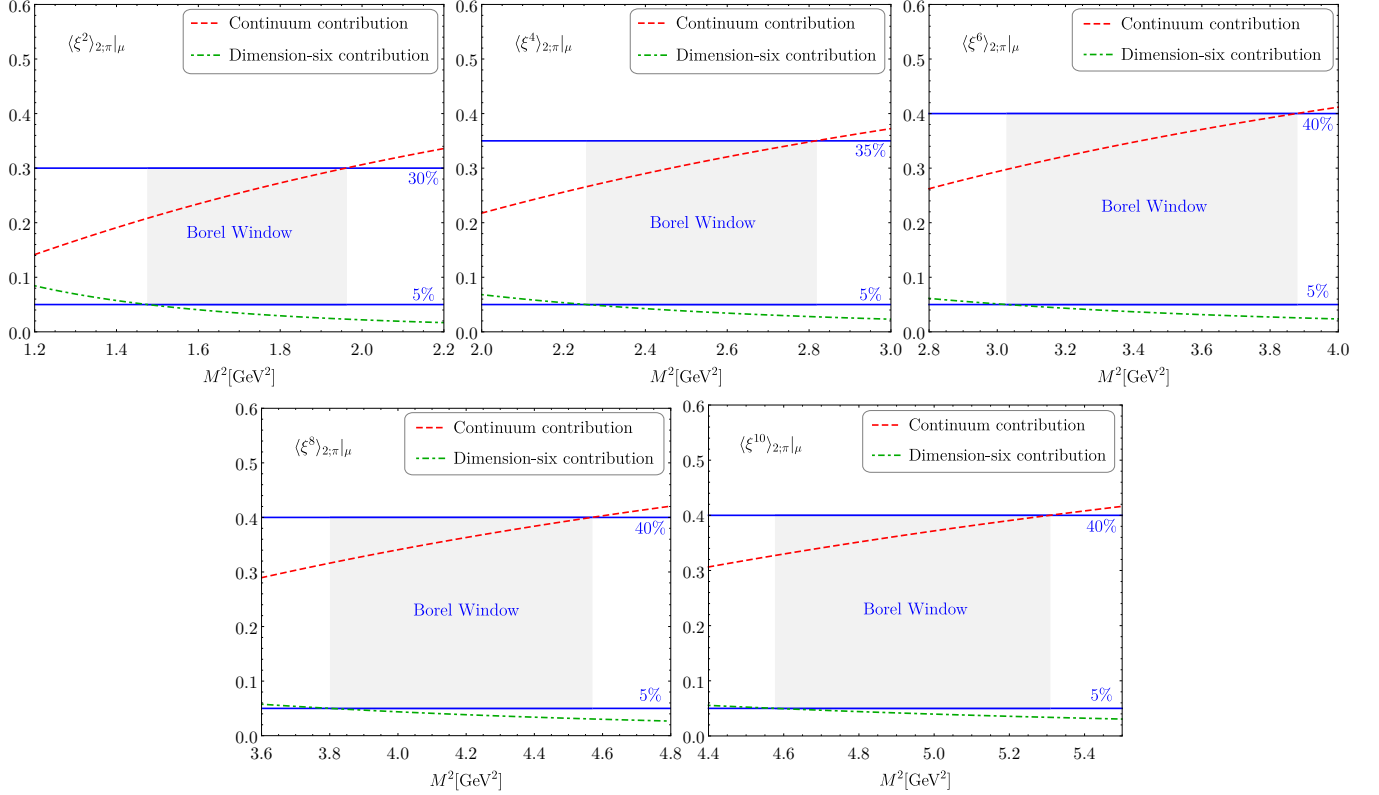 ⟨ξ²⟩₂;π|μ
Continuum contribution
Dimension-six contribution
30%
Borel Window
5%
0.6
0.5
0.4
0.3
0.2
0.1
0.0
1.2 1.4 1.6 1.8 2.0 2.2
M²[GeV²]
⟨ξ⁴⟩₂;π|μ
Continuum contribution
Dimension-six contribution
35%
Borel Window
5%
0.6
0.5
0.4
0.3
0.2
0.1
0.0
2.0 2.2 2.4 2.6 2.8 3.0
M²[GeV²]
⟨ξ⁶⟩₂;π|μ
Continuum contribution
Dimension-six contribution
40%
Borel Window
5%
0.6
0.5
0.4
0.3
0.2
0.1
0.0
2.8 3.0 3.2 3.4 3.6 3.8 4.0
M²[GeV²]
⟨ξ⁸⟩₂;π|μ
Continuum contribution
Dimension-six contribution
40%
Borel Window
5%
0.6
0.5
0.4
0.3
0.2
0.1
0.0
3.6 3.8 4.0 4.2 4.4 4.6 4.8
M²[GeV²]
⟨ξ¹⁰⟩₂;π|μ
Continuum contribution
Dimension-six contribution
40%
Borel Window
5%
0.6
0.5
0.4
0.3
0.2
0.1
0.0
4.4 4.6 4.8 5.0 5.2 5.4
M²[GeV²]